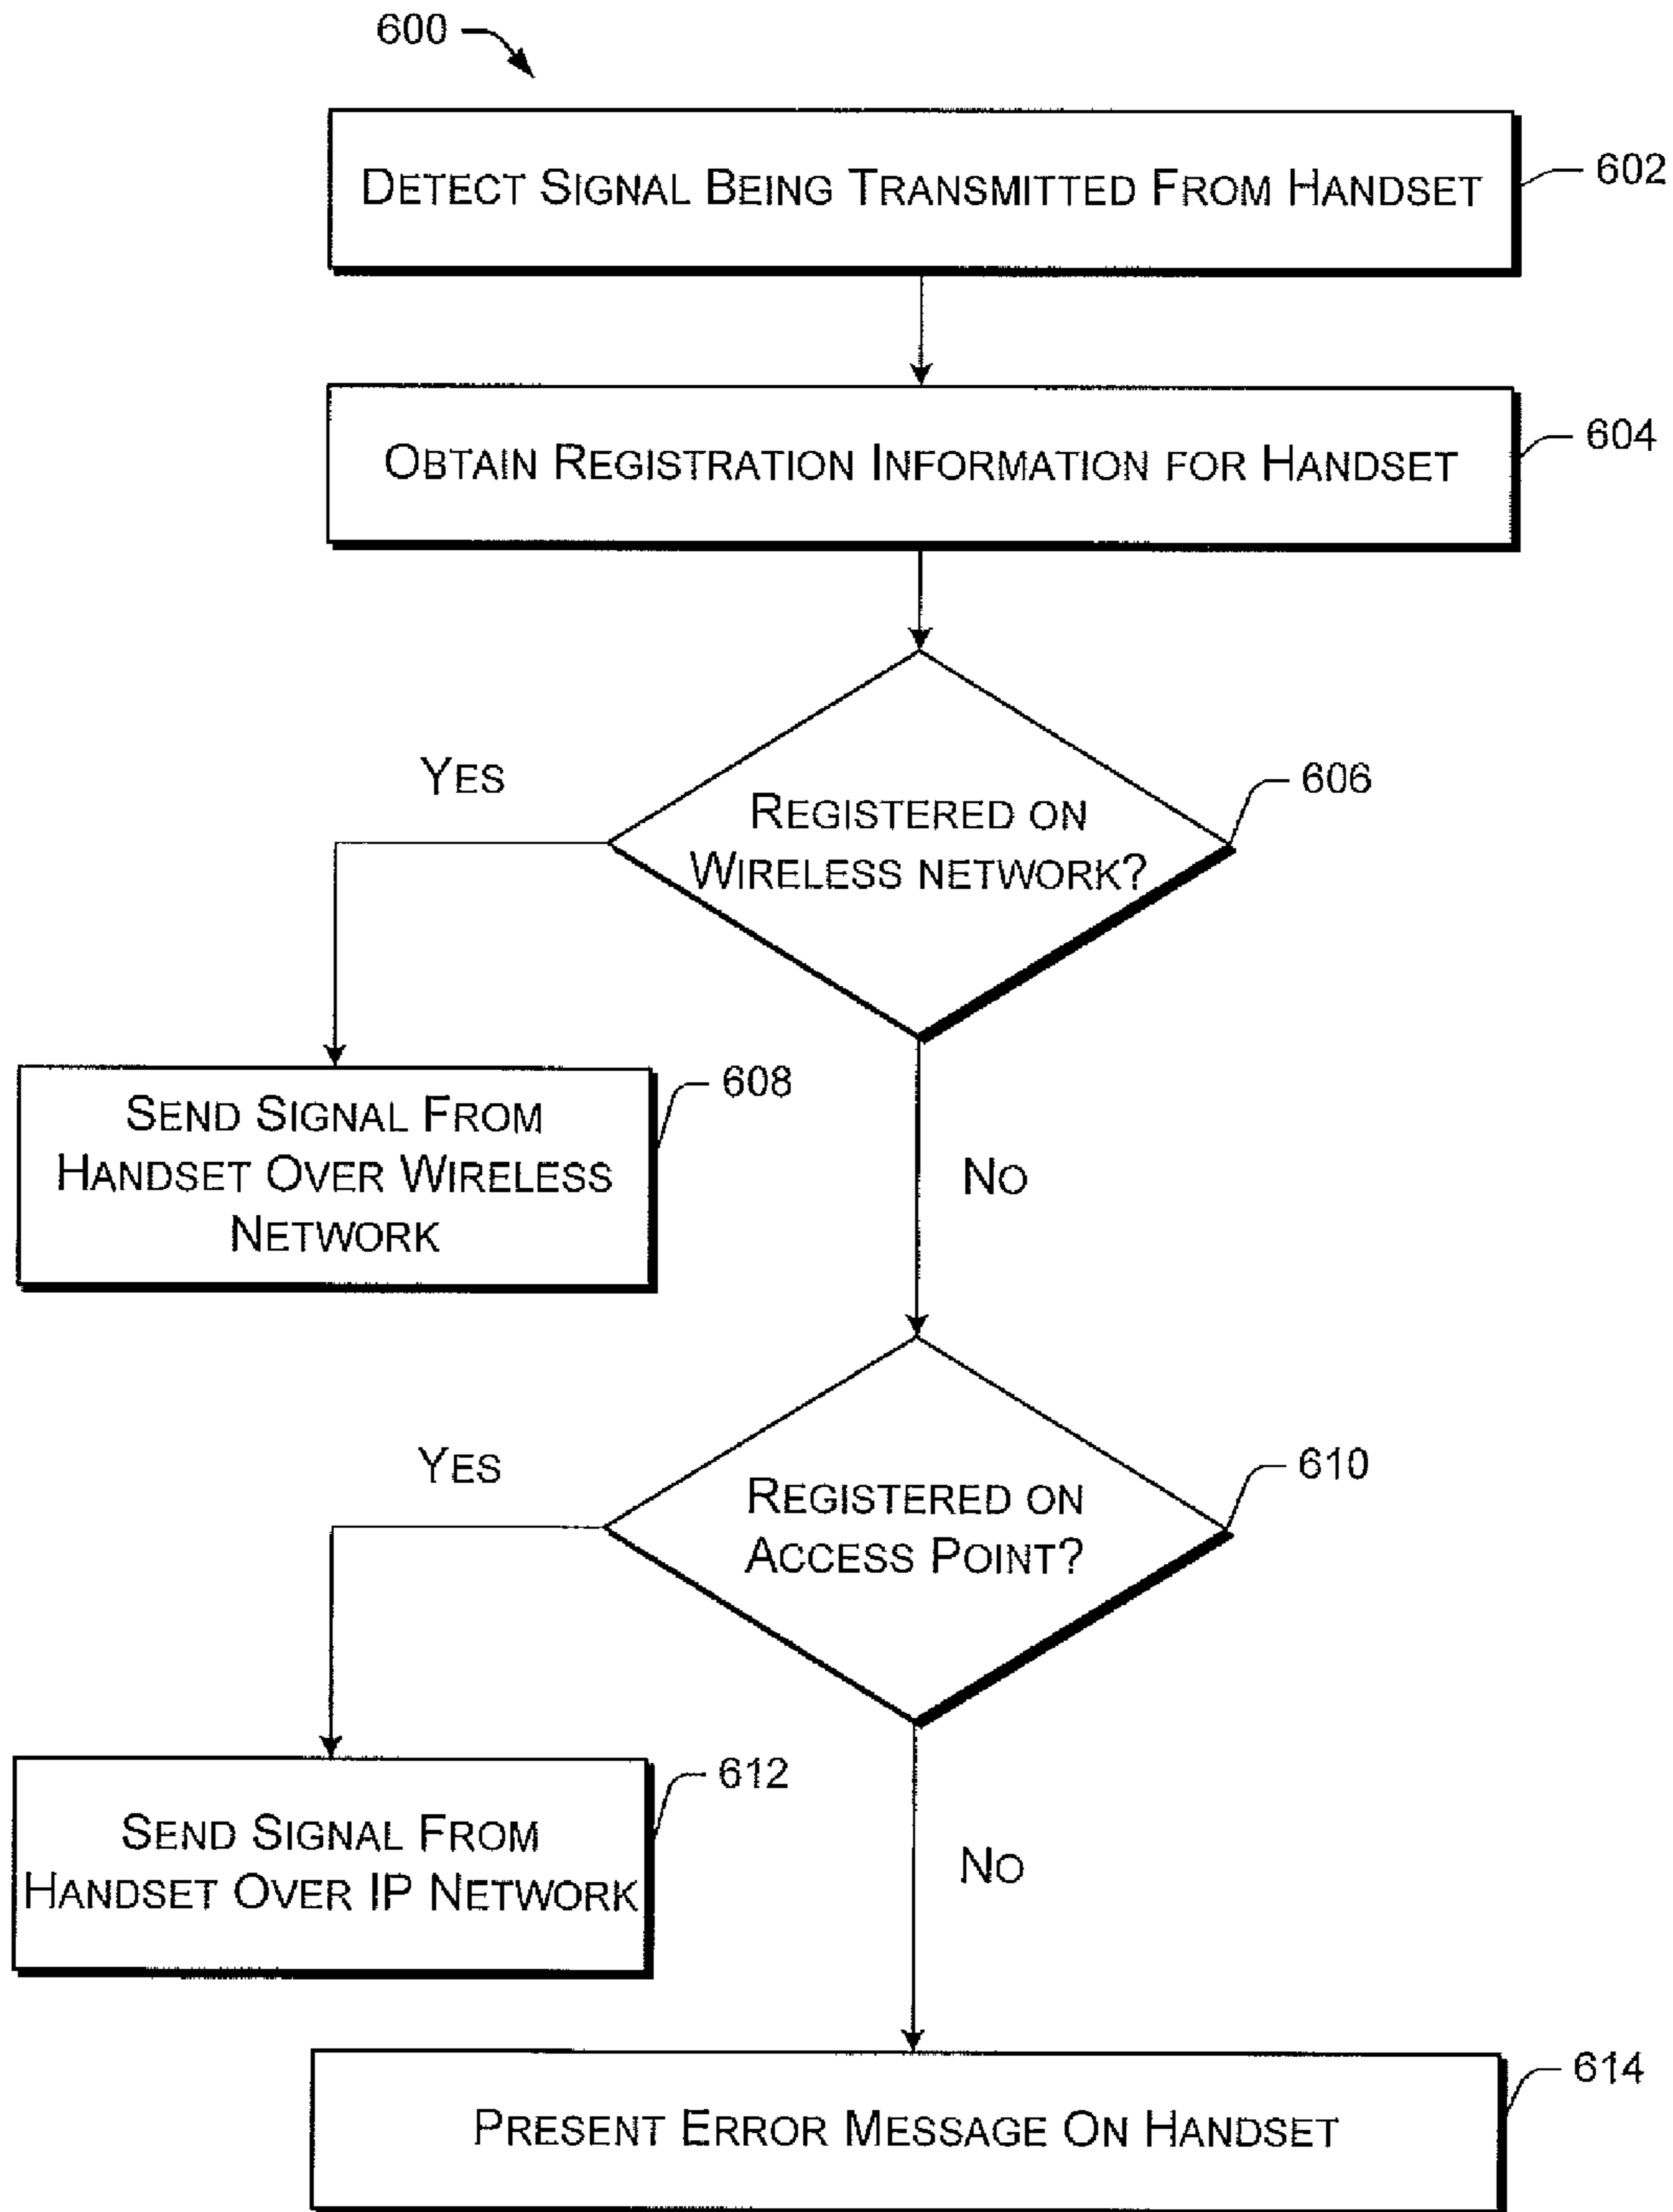 600
DETECT SIGNAL BEING TRANSMITTED FROM HANDSET
602
OBTAIN REGISTRATION INFORMATION FOR HANDSET
604
REGISTERED ON
WIRELESS NETWORK?
606
YES
SEND SIGNAL FROM
HANDSET OVER WIRELESS
NETWORK
608
NO
REGISTERED ON
ACCESS POINT?
610
YES
SEND SIGNAL FROM
HANDSET OVER IP NETWORK
612
NO
PRESENT ERROR MESSAGE ON HANDSET
614